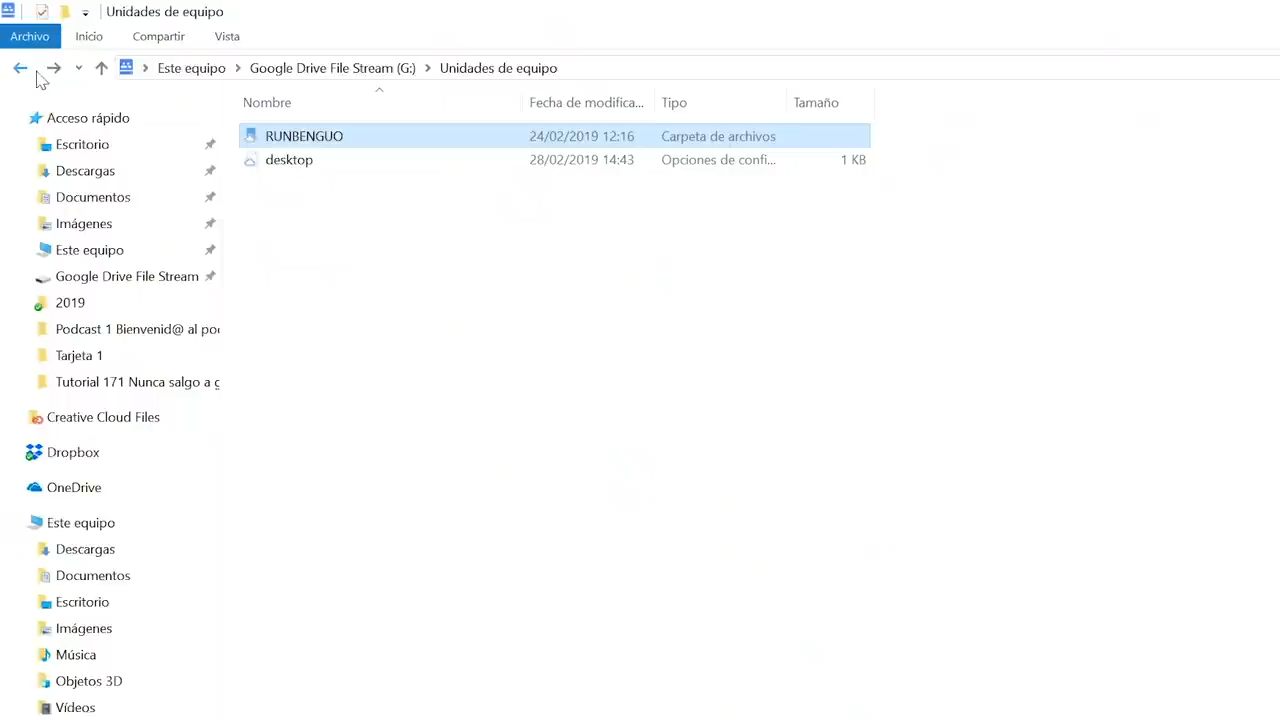 Unidades de equipo
Archivo Inicio Compartir Vista
Este equipo Google Drive File Stream (G:) Unidades de equipo
Nombre Fecha de modifica... Tipo Tamaño
RUNBENGUO 24/02/2019 12:16 Carpeta de archivos
desktop 28/02/2019 14:43 Opciones de confi... 1 KB
Acceso rápido
Escritorio
Descargas
Documentos
Imágenes
Este equipo
Google Drive File Stream
2019
Podcast 1 Bienvenid@ al po
Tarjeta 1
Tutorial 171 Nunca salgo a g
Creative Cloud Files
Dropbox
OneDrive
Este equipo
Descargas
Documentos
Escritorio
Imágenes
Música
Objetos 3D
Vídeos